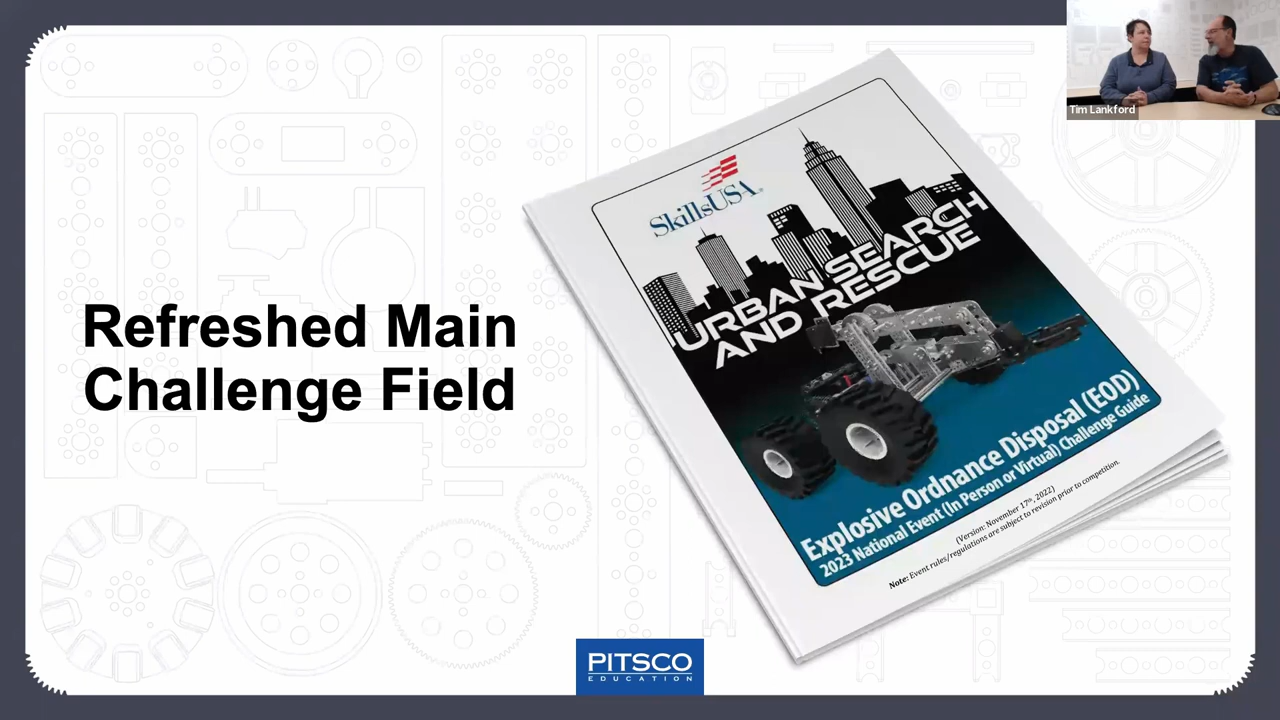 Tim Lankford
Refreshed Main
Challenge Field
SkillsUSA
URBAN SEARCH
AND RESCUE
Explosive Ordnance Disposal (EOD)
2023 National Event (In Person or Virtual) Challenge Guide
(Version: November 17th, 2022)
Note: Event rules/regulations are subject to revision prior to competition.
PITSCO
EDUCATION